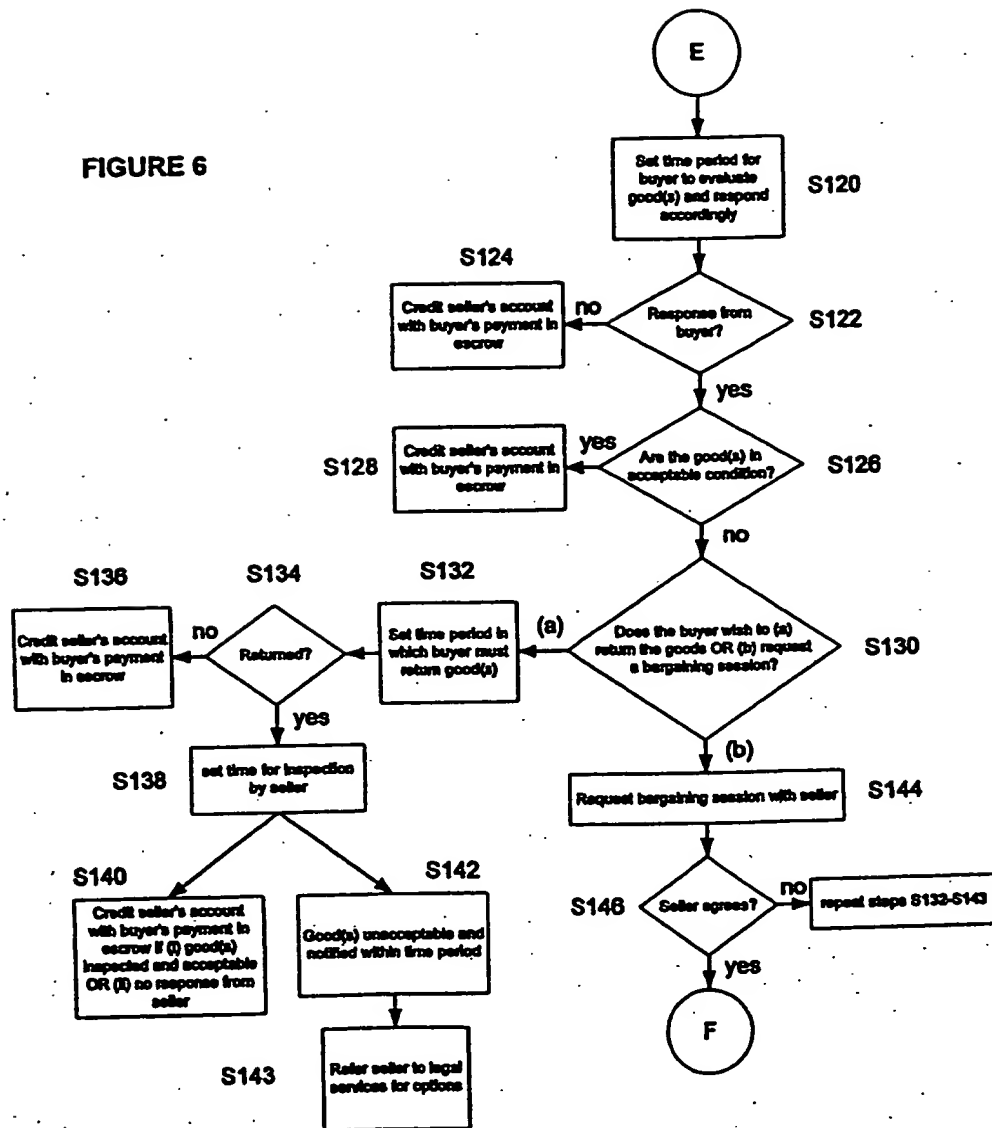 E
FIGURE 6
Set time period for
buyer to evaluate
good(s) and respond
accordingly
S120
S124
Credit seller's account
with buyer's payment in
escrow
no
Response from
buyer?
S122
yes
S128
Credit seller's account
with buyer's payment in
escrow
yes
Are the good(s) in
acceptable condition?
S126
no
S136
S134
S132
Credit seller's account
with buyer's payment
in escrow
no
Returned?
Set time period in
which buyer must
return good(s)
(a)
Does the buyer wish to (a)
return the goods OR (b) request
a bargaining session?
S130
yes
(b)
S138
set time for inspection
by seller
Request bargaining session with seller
S144
S140
S142
Credit seller's account
with buyer's payment in
escrow if (i) good(s)
inspected and acceptable
OR (ii) no response from
seller
Good(s) unacceptable and
notified within time period
S146
Seller agrees?
no
repeat steps S132-S143
yes
F
S143
Refer seller to legal
services for options